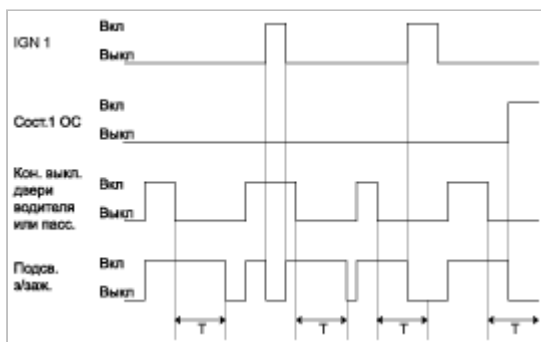 IGN 1
Вкл
Выкл
Сост.1 ОС
Вкл
Выкл
Кон. выкл.
двери
водителя
или пасс.
Вкл
Выкл
Подсв.
з/заж.
Вкл
Выкл
T
T
T
T